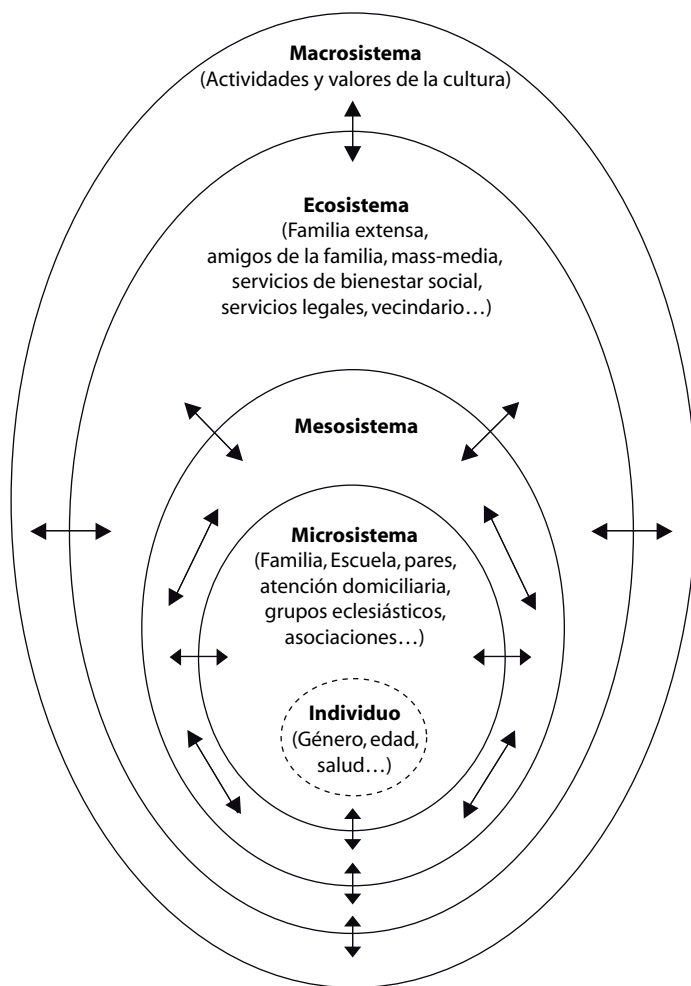 Macrosistema
(Actividades y valores de la cultura)
Ecosistema
(Familia extensa,
amigos de la familia, mass-media,
servicios de bienestar social,
servicios legales, vecindario…)
Mesosistema
Microsistema
(Familia, Escuela, pares,
atención domiciliaria,
grupos eclesiásticos,
asociaciones…)
Individuo
(Género, edad,
salud…)